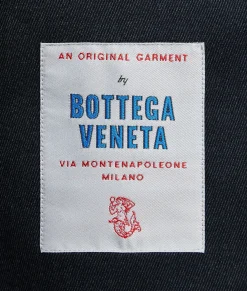 AN ORIGINAL GARMENT
by
BOTTEGA
VENETA
VIA MONTENAPOLEONE
MILANO